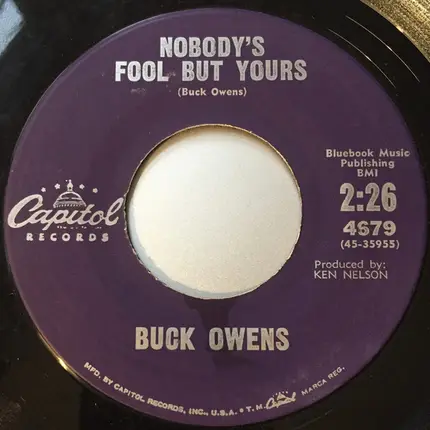 NOBODY'S
FOOL BUT YOURS
(Buck Owens)
Bluebook Music
Publishing
BMI
2:26
4679
(45-35955)
Capitol
RECORDS
Produced by:
KEN NELSON
BUCK OWENS
MFD. BY CAPITOL RECORDS, INC., U.S.A. • T.M. Capitol MARCA REG.